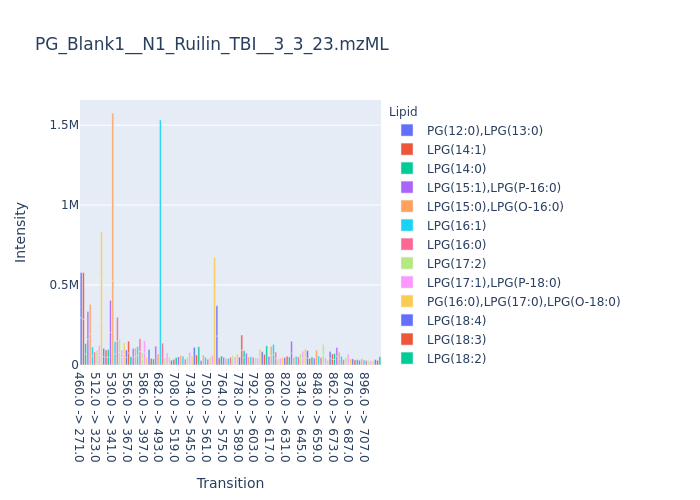 PG_Blank1__N1_Ruilin_TBI__3_3_23.mzML
Lipid
PG(12:0),LPG(13:0)
LPG(14:1)
LPG(14:0)
LPG(15:1),LPG(P-16:0)
LPG(15:0),LPG(O-16:0)
LPG(16:1)
LPG(16:0)
LPG(17:2)
LPG(17:1),LPG(P-18:0)
PG(16:0),LPG(17:0),LPG(O-18:0)
LPG(18:4)
LPG(18:3)
LPG(18:2)
Intensity
1.5M
1M
0.5M
0
460.0 -> 271.0
512.0 -> 323.0
530.0 -> 341.0
556.0 -> 367.0
586.0 -> 397.0
682.0 -> 493.0
708.0 -> 519.0
734.0 -> 545.0
750.0 -> 561.0
764.0 -> 575.0
778.0 -> 589.0
792.0 -> 603.0
806.0 -> 617.0
820.0 -> 631.0
834.0 -> 645.0
848.0 -> 659.0
862.0 -> 673.0
876.0 -> 687.0
896.0 -> 707.0
Transition